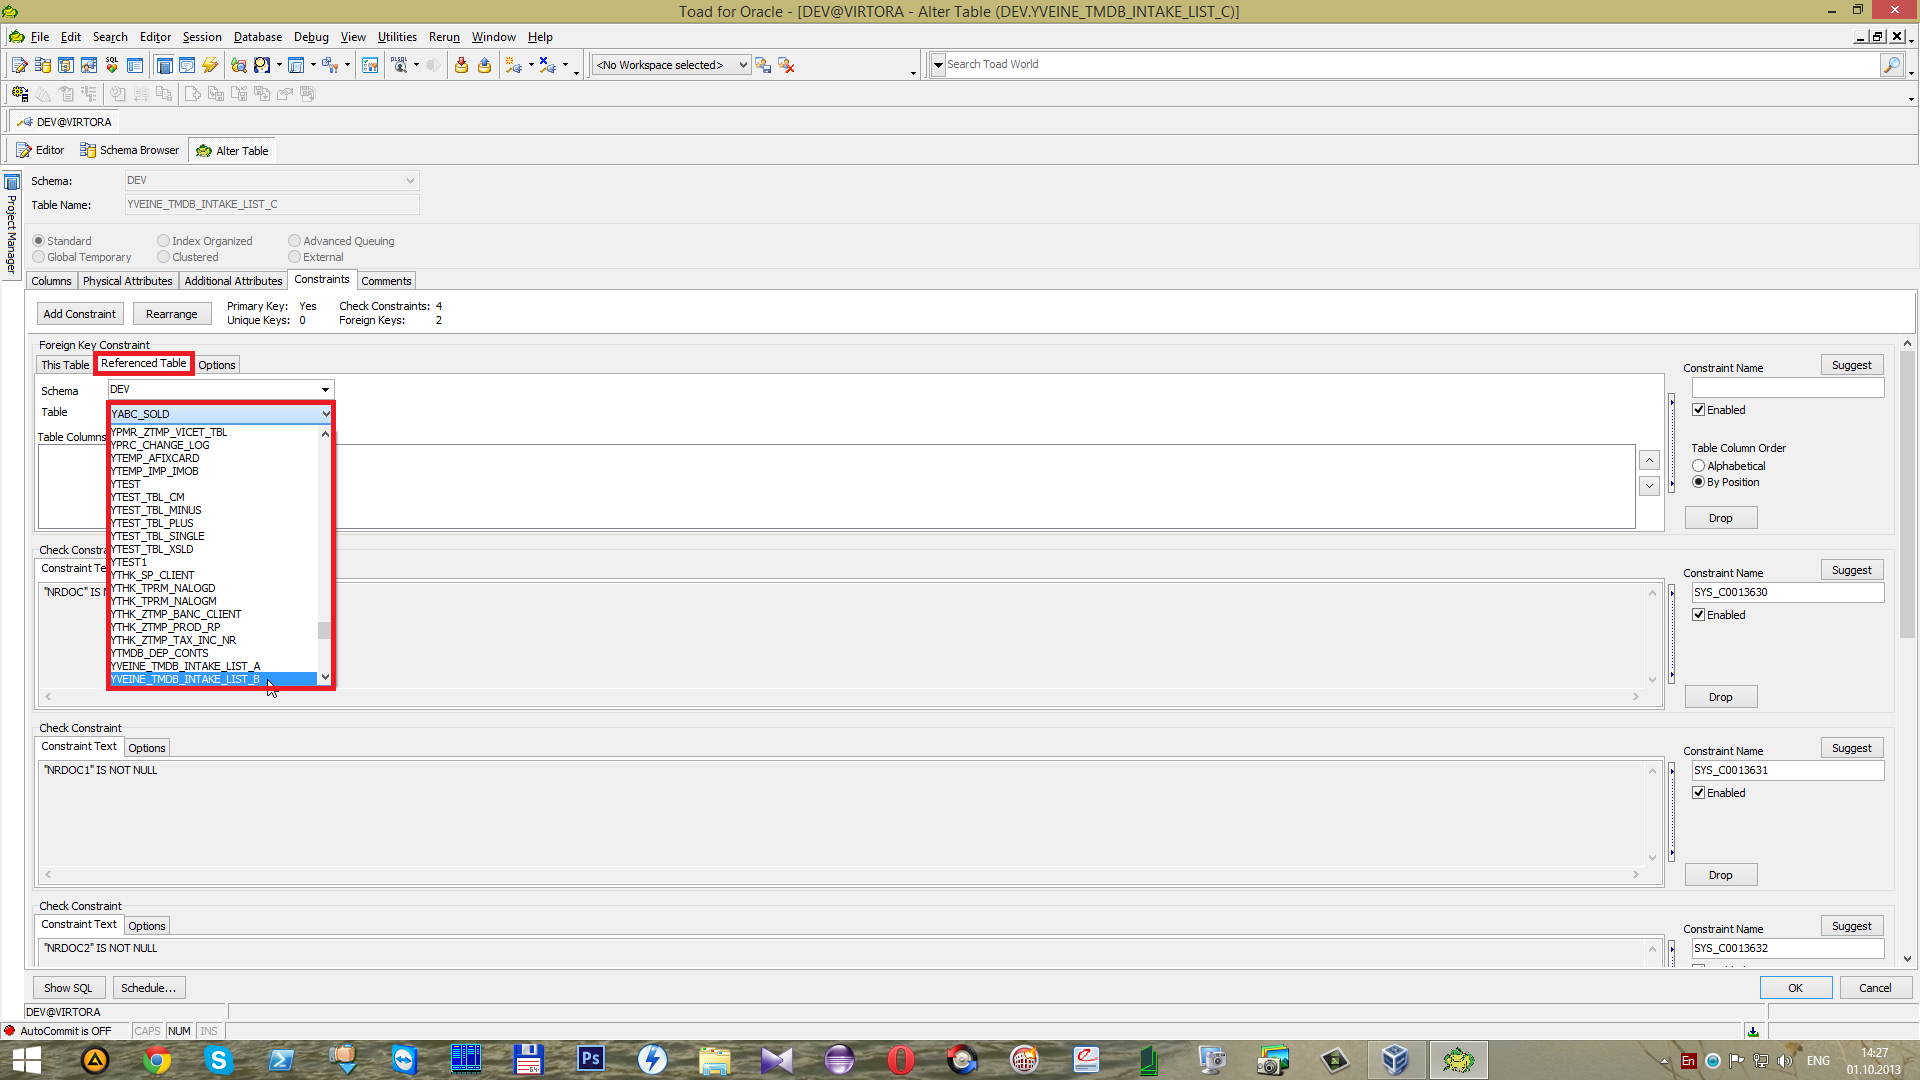 Toad for Oracle - [DEV@VIRTORA - Alter Table (DEV.YVEINE_TMDB_INTAKE_LIST_C)]
File Edit Search Editor Session Database Debug View Utilities Rerun Window Help
<No Workspace selected> Search Toad World
DEV@VIRTORA
Editor Schema Browser Alter Table
Project Manager
Schema: DEV
Table Name: YVEINE_TMDB_INTAKE_LIST_C
Standard Index Organized Advanced Queuing
Global Temporary Clustered External
Columns Physical Attributes Additional Attributes Constraints Comments
Add Constraint Rearrange
Primary Key: Yes Check Constraints: 4
Unique Keys: 0 Foreign Keys: 2
Foreign Key Constraint
This Table Referenced Table Options
Schema DEV
Table YABC_SOLD
Table Columns
YPMR_ZTMP_VICET_TBL
YPRC_CHANGE_LOG
YTEMP_AFIXCARD
YTEMP_IMP_IMOB
YTEST
YTEST_TBL_CM
YTEST_TBL_MINUS
YTEST_TBL_PLUS
YTEST_TBL_SINGLE
YTEST_TBL_XSLD
YTEST1
YTHK_SP_CLIENT
YTHK_TPRM_NALOGD
YTHK_TPRM_NALOGM
YTHK_ZTMP_BANC_CLIENT
YTHK_ZTMP_PROD_RP
YTHK_ZTMP_TAX_INC_NR
YTMDB_DEP_CONTS
YVEINE_TMDB_INTAKE_LIST_A
YVEINE_TMDB_INTAKE_LIST_B
Constraint Name Suggest
Enabled
Table Column Order
Alphabetical
By Position
Drop
Check Constra
Constraint Te
"NRDOC" IS N
Constraint Name Suggest
SYS_C0013630
Enabled
Drop
Check Constraint
Constraint Text Options
"NRDOC1" IS NOT NULL
Constraint Name Suggest
SYS_C0013631
Enabled
Drop
Check Constraint
Constraint Text Options
"NRDOC2" IS NOT NULL
Constraint Name Suggest
SYS_C0013632
Show SQL Schedule... OK Cancel
DEV@VIRTORA
AutoCommit is OFF CAPS NUM INS
Ps
En ENG 14:27
01.10.2013